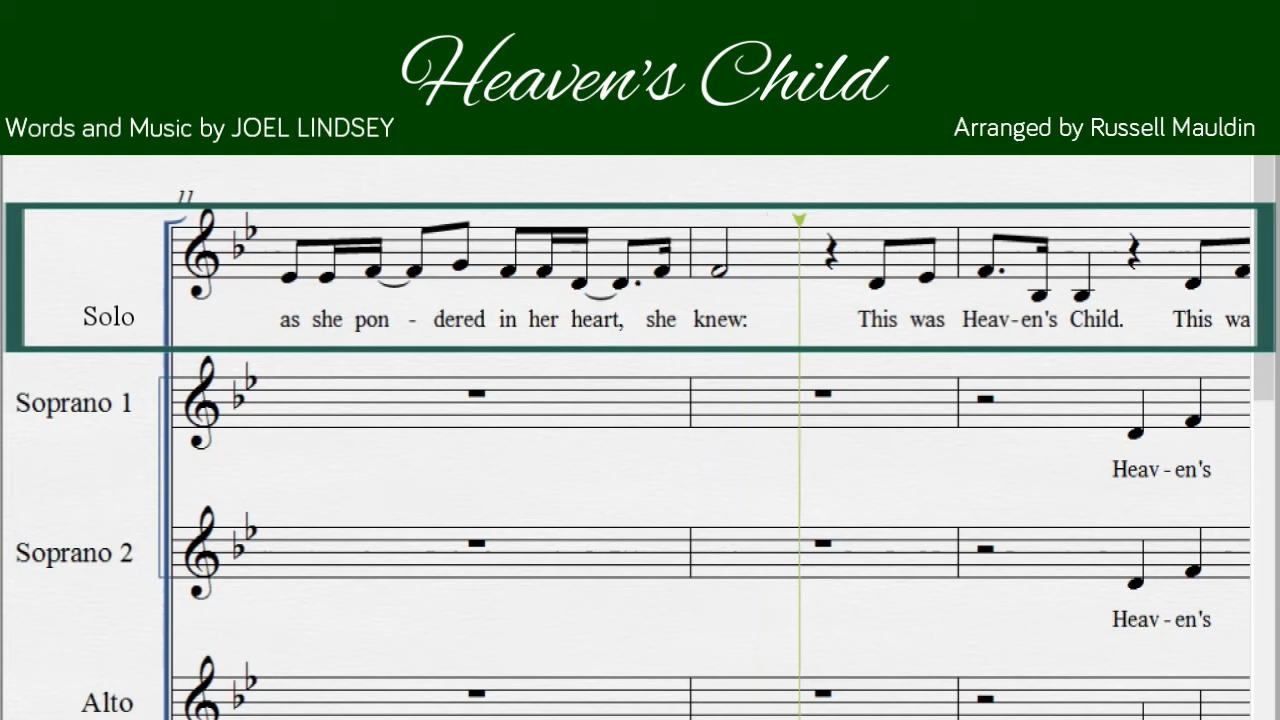 Heaven's Child
Words and Music by JOEL LINDSEY
Arranged by Russell Mauldin
11
Solo
as she pon - dered in her heart, she knew: This was Heav-en's Child. This wa
Soprano 1
Heav-en's
Soprano 2
Heav-en's
Alto